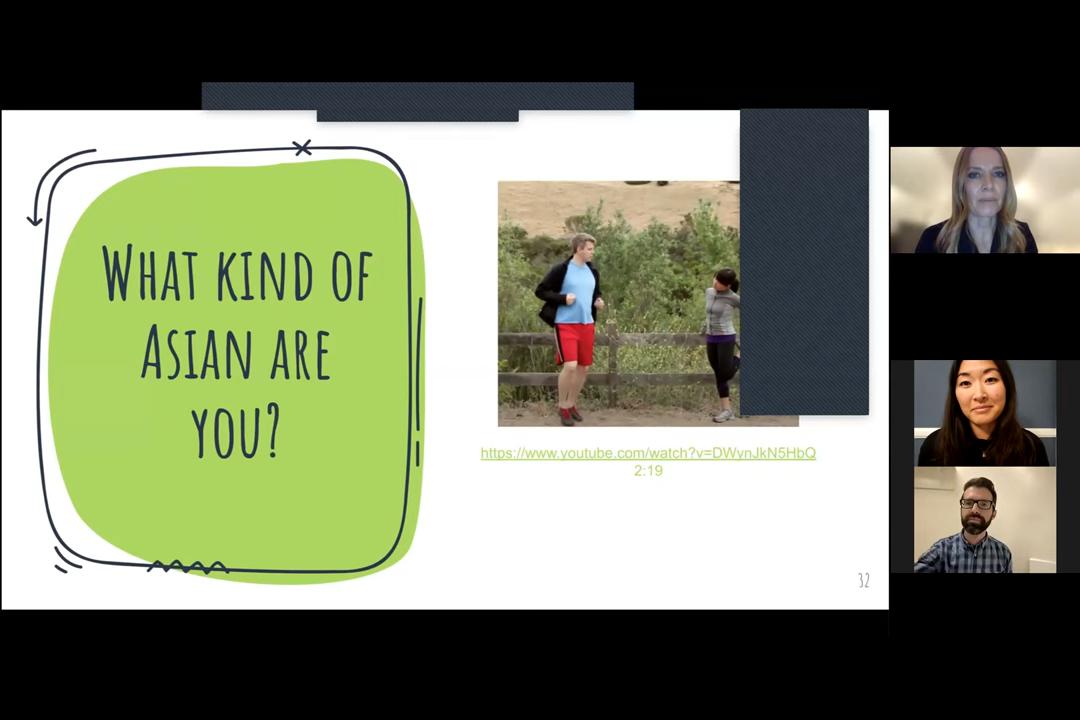 WHAT KIND OF
ASIAN ARE
YOU?
https://www.youtube.com/watch?v=DWynJkN5HbQ
2:19
32